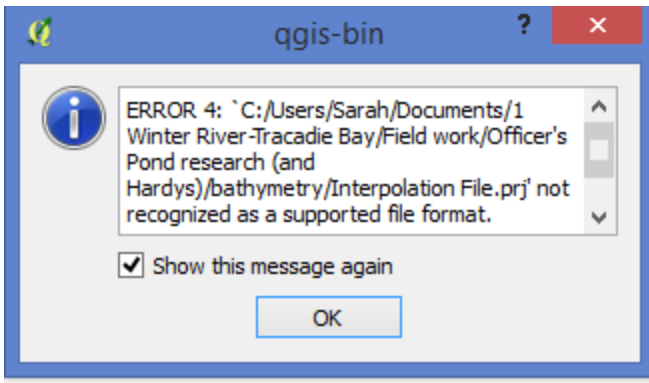 qgis-bin
ERROR 4: `C:/Users/Sarah/Documents/1
Winter River-Tracadie Bay/Field work/Officer's
Pond research (and
Hardys)/bathymetry/Interpolation File.prj' not
recognized as a supported file format.
Show this message again
OK